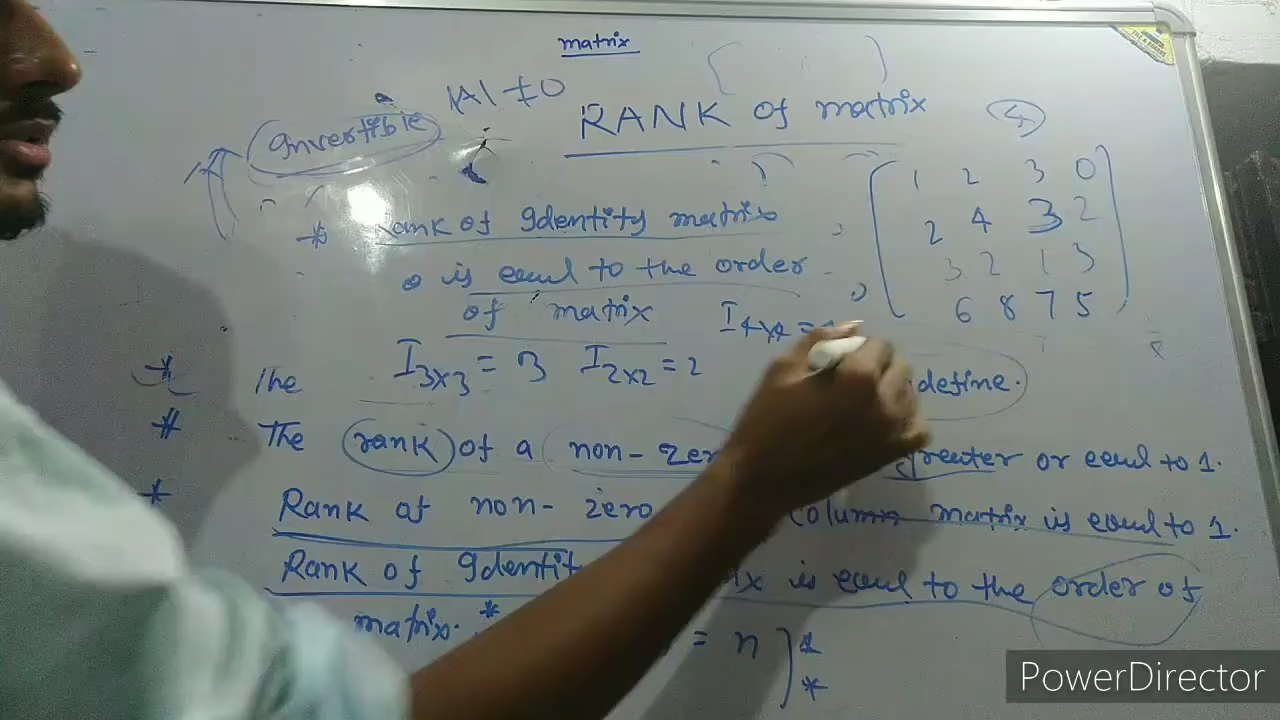 matrix
|A| ≠ 0
RANK of matrix
Invertible
* Rank of Identity matrix
is equal to the order
of matrix I4x4 =
I3x3 = 3 I2x2 = 2
1 2 3 0
2 4 3 2
3 2 1 3
6 8 7 5
* The define.
* The rank of a non-zer greater or equal to 1.
* Rank of non-zero column matrix is equal to 1.
Rank of Identit is equal to the order of
matrix. * = n ] *
*
PowerDirector